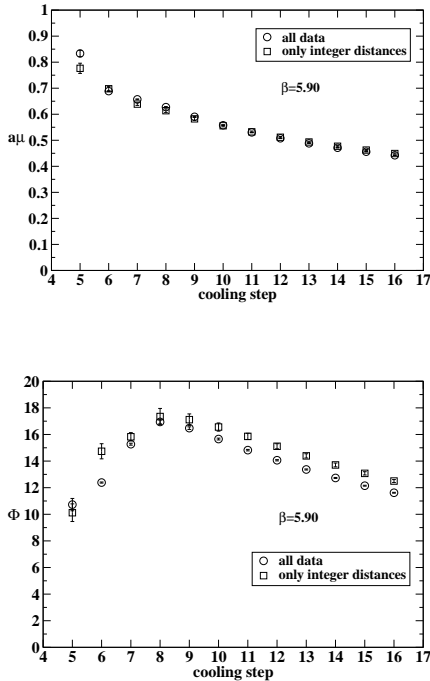 1
0.9
0.8
0.7
0.6
0.5
0.4
0.3
0.2
0.1
0
aμ
all data
only integer distances
β=5.90
4 5 6 7 8 9 10 11 12 13 14 15 16 17
cooling step
20
18
16
14
12
10
8
6
4
2
0
Φ
β=5.90
all data
only integer distances
4 5 6 7 8 9 10 11 12 13 14 15 16 17
cooling step